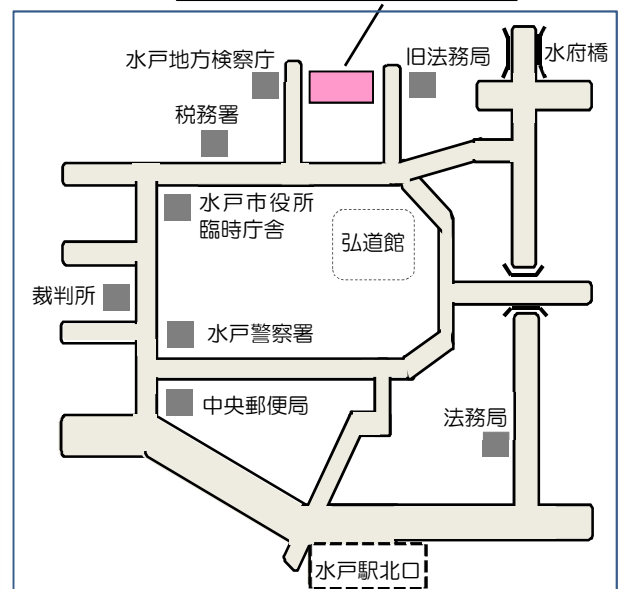 水戸地方検察庁
旧法務局
水府橋
税務署
水戸市役所
臨時庁舎
弘道館
裁判所
水戸警察署
中央郵便局
法務局
水戸駅北口